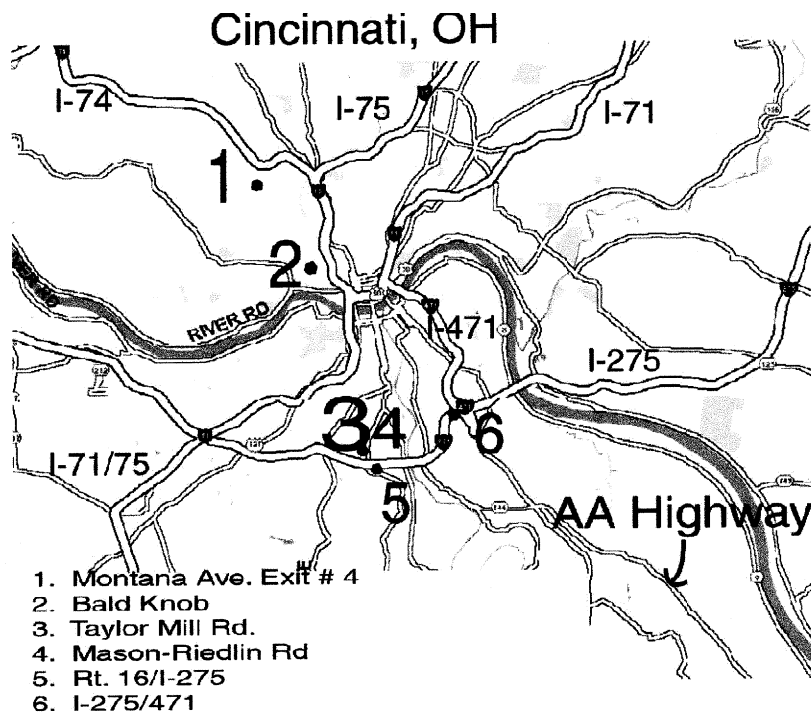 Cincinnati, OH
I-74
I-75
I-71
1
2
RIVER RD
I-471
I-275
34
6
I-71/75
5
AA Highway
1. Montana Ave. Exit # 4
2. Bald Knob
3. Taylor Mill Rd.
4. Mason-Riedlin Rd
5. Rt. 16/I-275
6. I-275/471